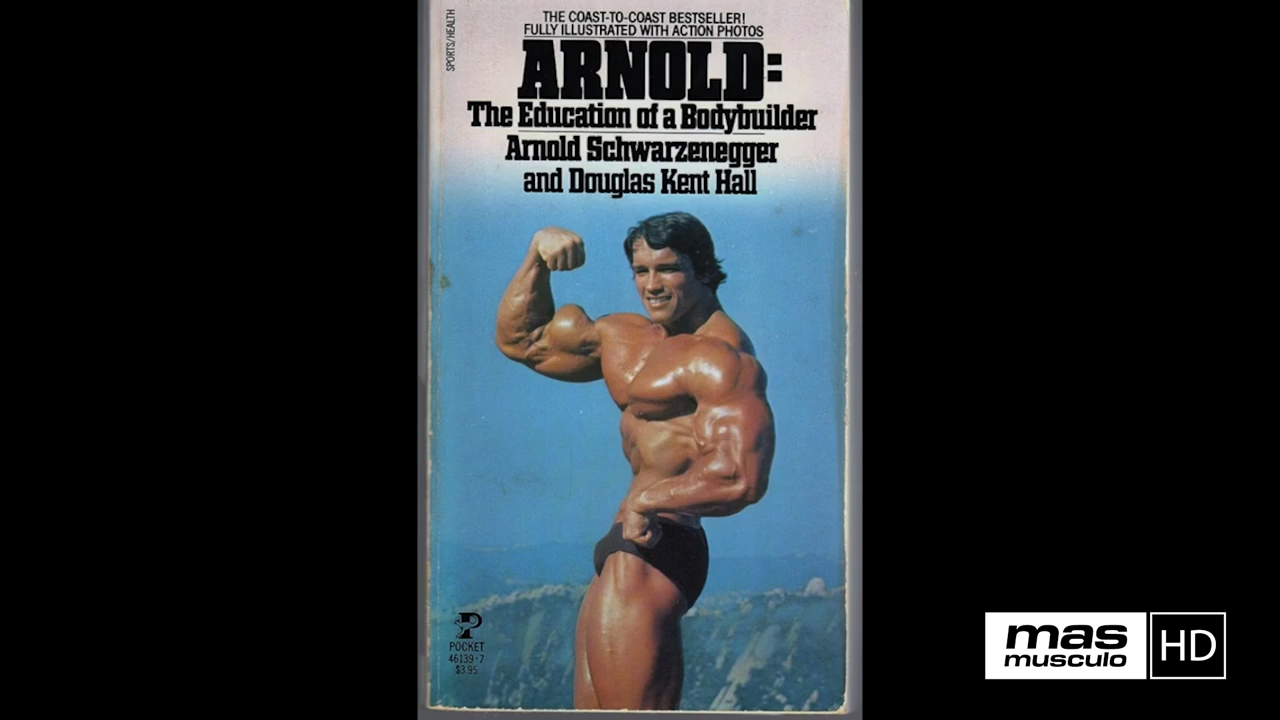 SPORTS/HEALTH
THE COAST-TO-COAST BESTSELLER!
FULLY ILLUSTRATED WITH ACTION PHOTOS
ARNOLD:
The Education of a Bodybuilder
Arnold Schwarzenegger
and Douglas Kent Hall
P
POCKET
46139·7
$3.95
mas
musculo
HD